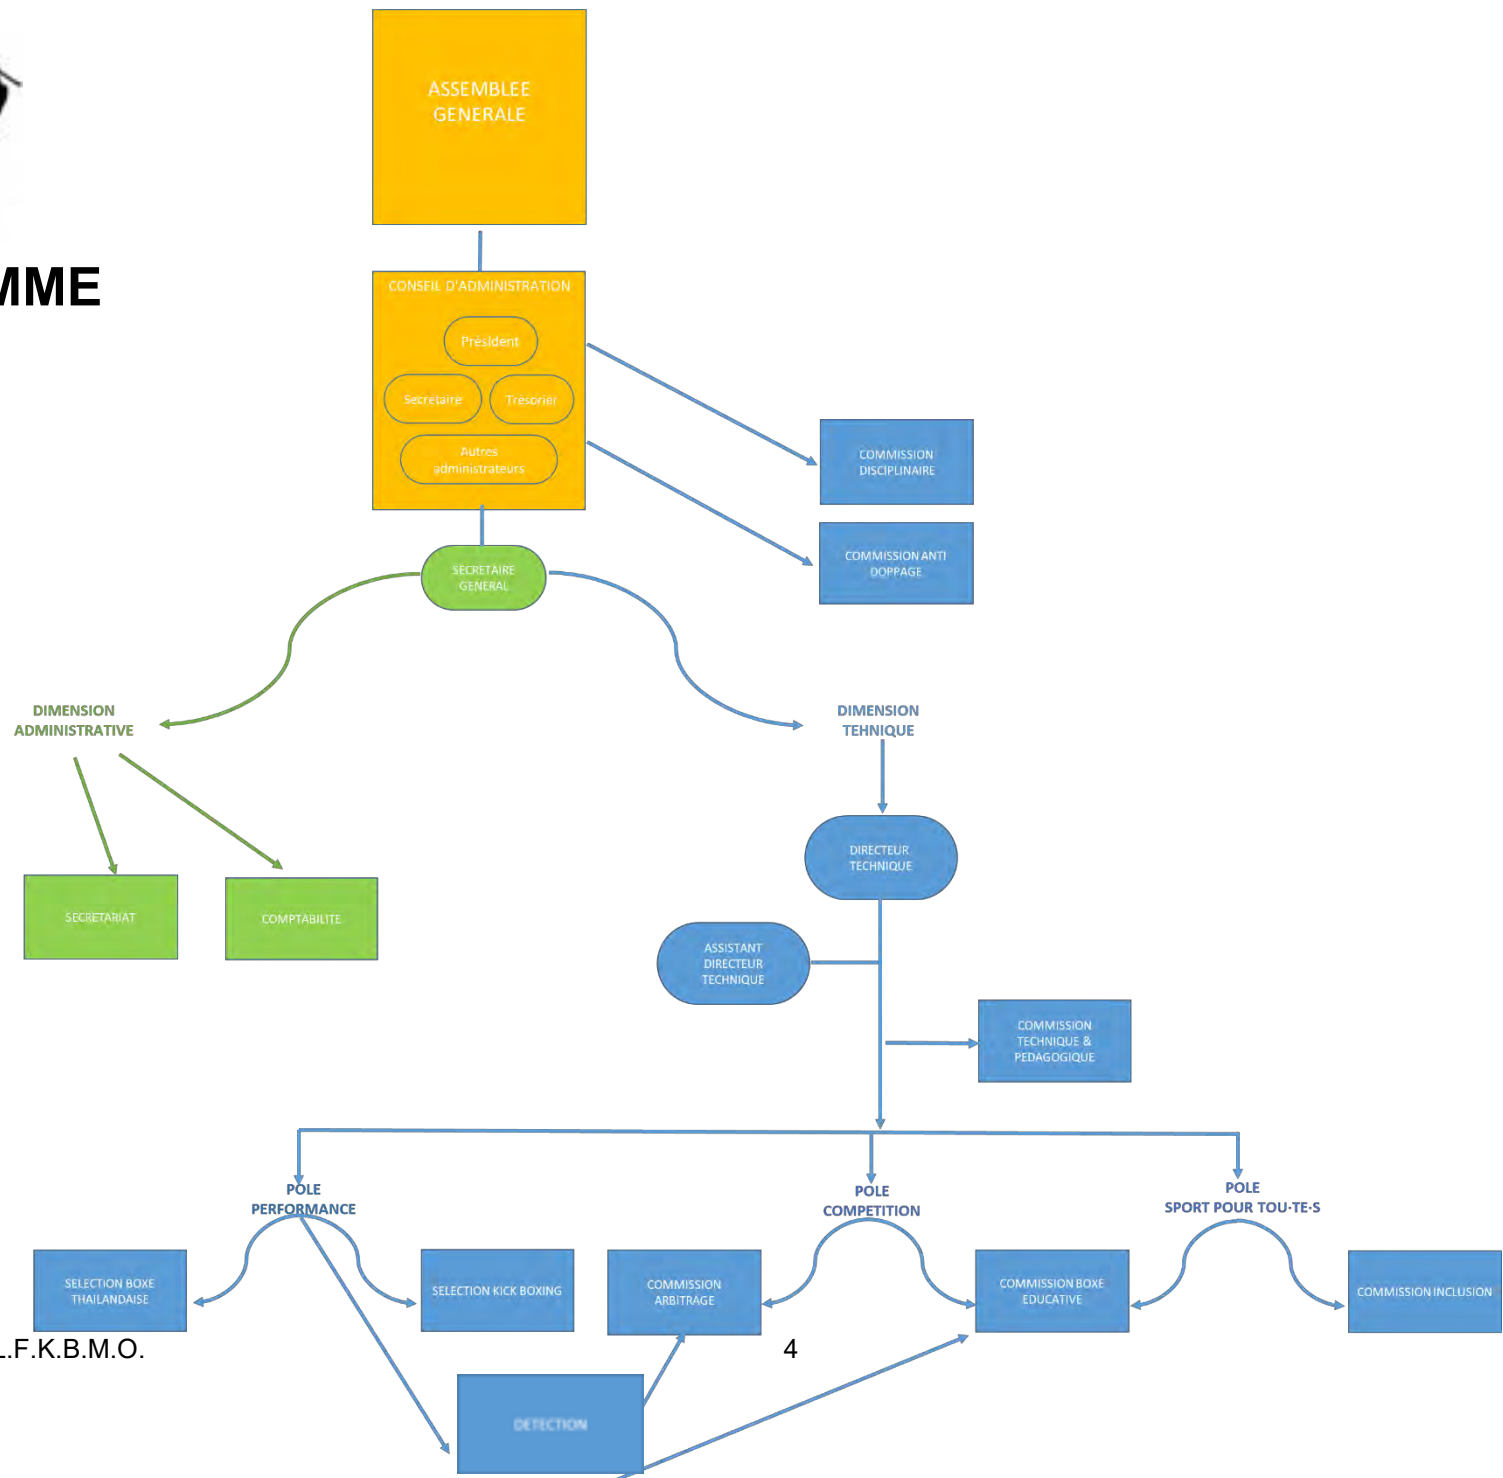 ASSEMBLEE
GENERALE
MME
CONSEIL D'ADMINISTRATION
Président
Secrétaire
Trésorier
Autres
administrateurs
COMMISSION
DISCIPLINAIRE
COMMISSION ANTI
DOPPAGE
SECRETAIRE
GENERAL
DIMENSION
ADMINISTRATIVE
DIMENSION
TEHNIQUE
DIRECTEUR
TECHNIQUE
SECRETARIAT
COMPTABILITE
ASSISTANT
DIRECTEUR
TECHNIQUE
COMMISSION
TECHNIQUE &
PEDAGOGIQUE
POLE
PERFORMANCE
POLE
COMPETITION
POLE
SPORT POUR TOU·TE·S
SELECTION BOXE
THAILANDAISE
SELECTION KICK BOXING
COMMISSION
ARBITRAGE
COMMISSION BOXE
EDUCATIVE
COMMISSION INCLUSION
L.F.K.B.M.O.
4
DETECTION